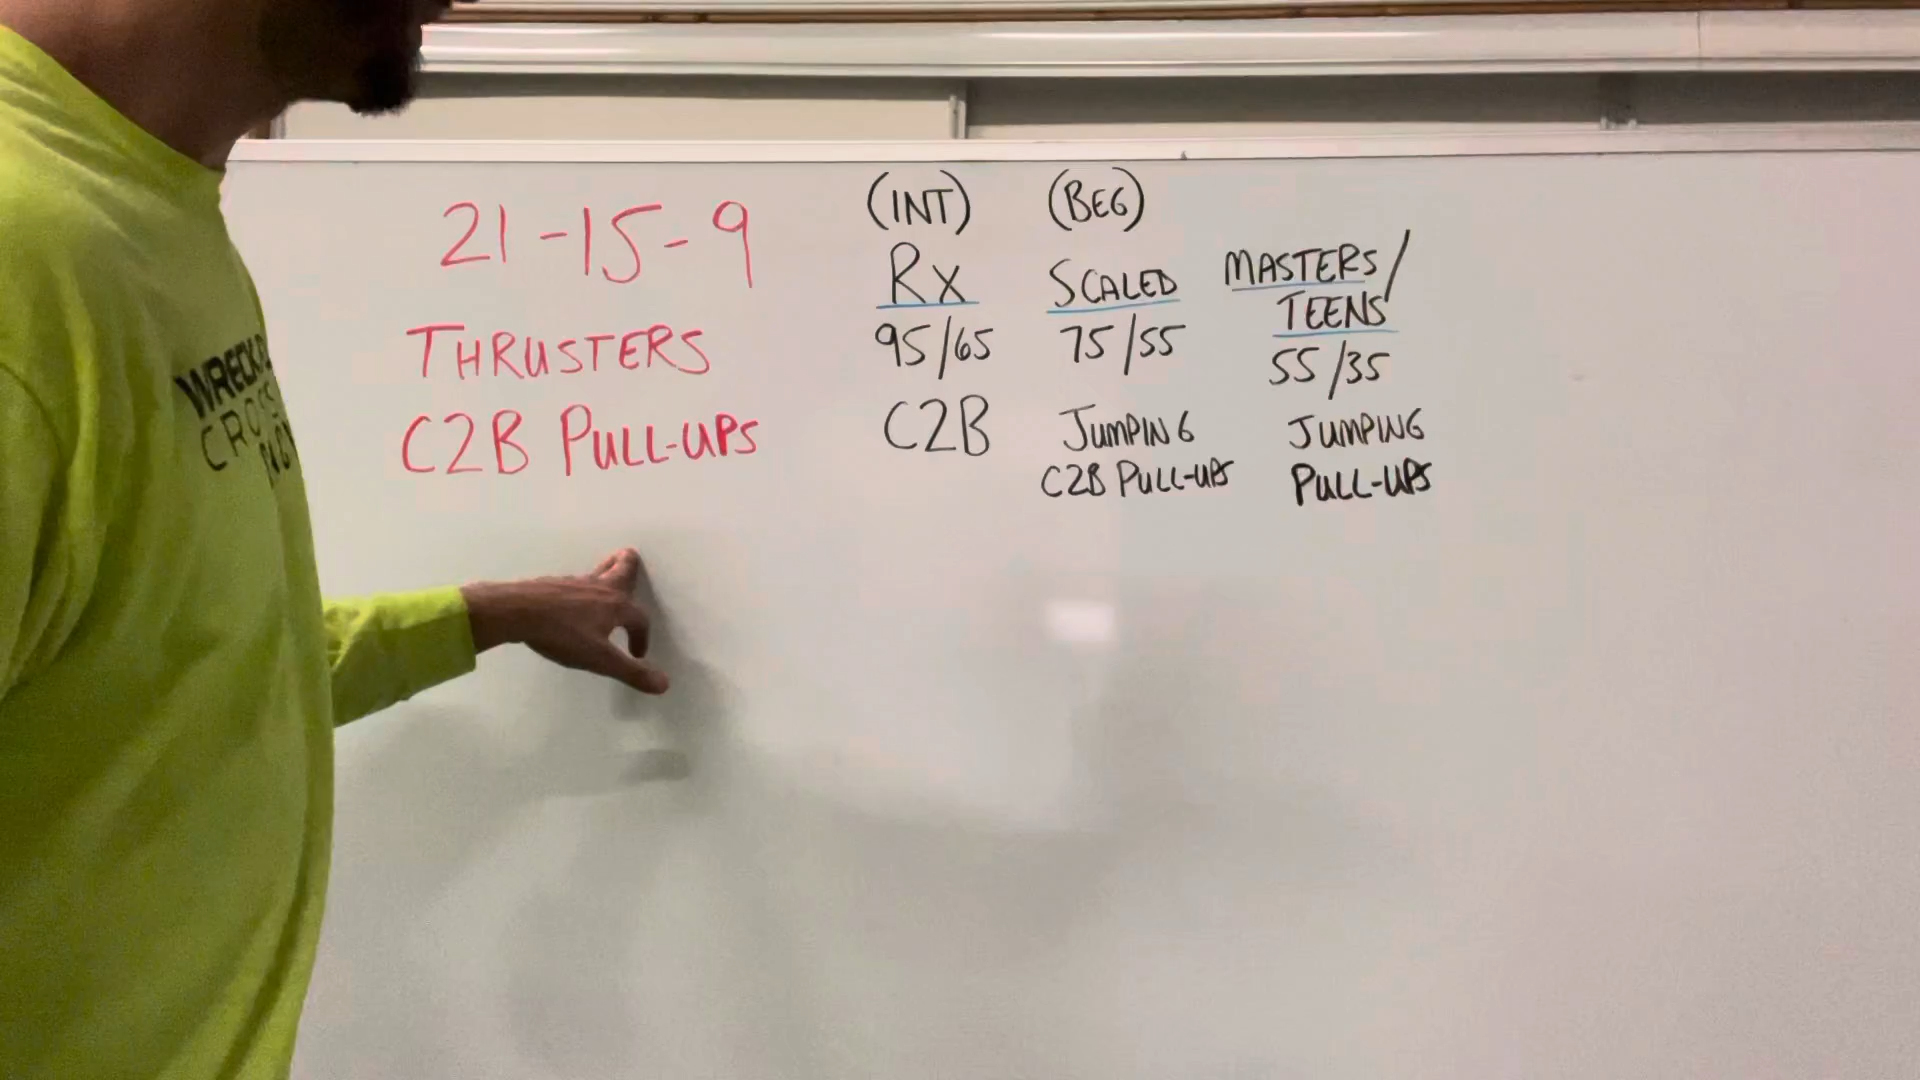 21-15-9
THRUSTERS
C2B PULL-UPS
(INT)
Rx
95/65
C2B
(BEG)
SCALED
75/55
JUMPING
C2B PULL-UPS
MASTERS/
TEENS
55/35
JUMPING
PULL-UPS